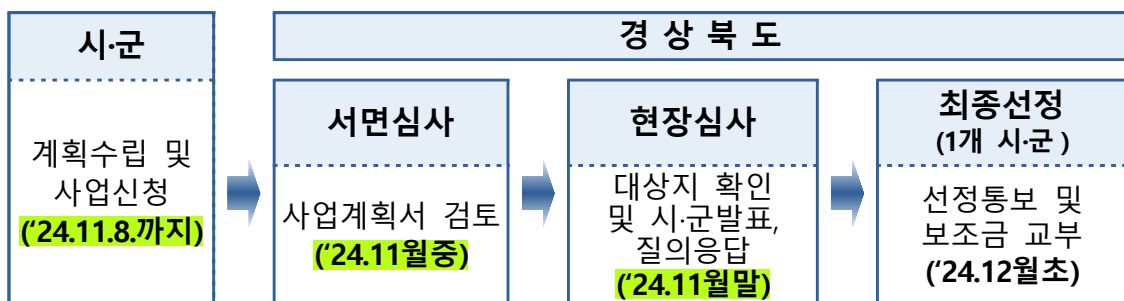 시·군
계획수립 및
사업신청
(‘24.11.8.까지)
경 상 북 도
서면심사
사업계획서 검토
(‘24.11월중)
현장심사
대상지 확인
및 시·군발표,
질의응답
(‘24.11월말)
최종선정
(1개 시·군 )
선정통보 및
보조금 교부
(‘24.12월초)